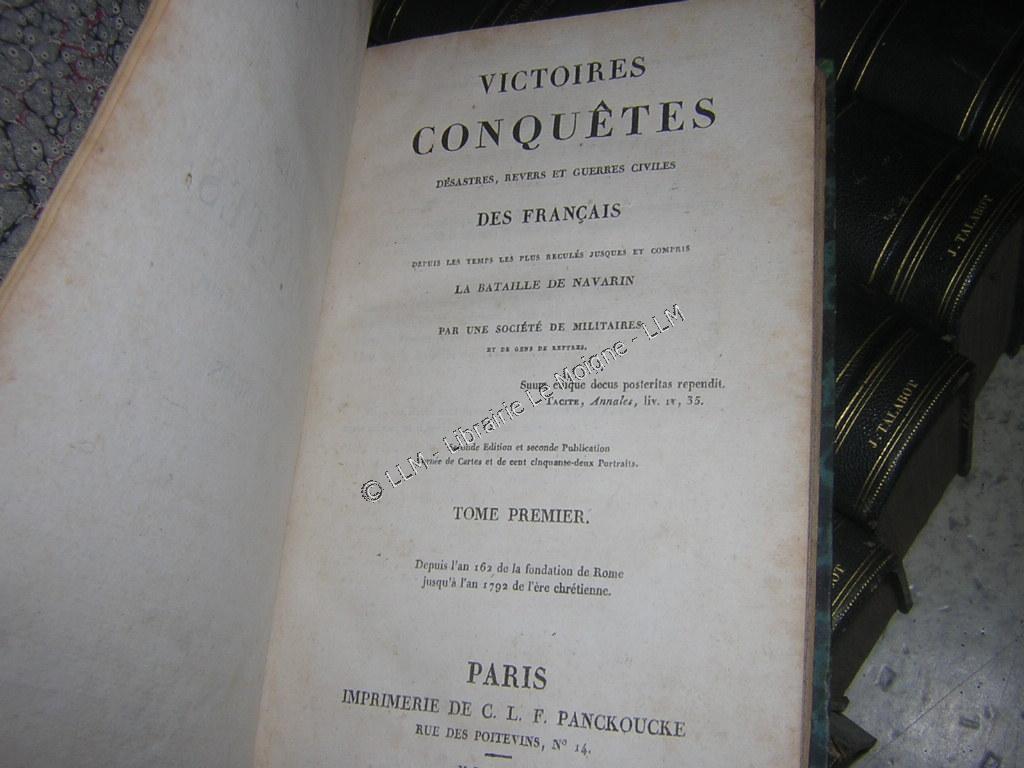 VICTOIRES
CONQUÊTES
DÉSASTRES, REVERS ET GUERRES CIVILES
DES FRANÇAIS
DEPUIS LES TEMPS LES PLUS RECULÉS JUSQUES ET COMPRIS
LA BATAILLE DE NAVARIN
PAR UNE SOCIÉTÉ DE MILITAIRES
ET DE GENS DE LETTRES.
Suum cuique decus posteritas rependit.
TACITE, Annales, liv. IV, 35.
Seconde Edition et seconde Publication
Ornée de Cartes et de cent cinquante-deux Portraits.
TOME PREMIER.
Depuis l'an 162 de la fondation de Rome
jusqu'à l'an 1792 de l'ère chrétienne.
PARIS
IMPRIMERIE DE C. L. F. PANCKOUCKE
RUE DES POITEVINS, Nº 14.
© LLM - Librairie Le Moigne - LLM
J. TALABOT
J. TALABOT